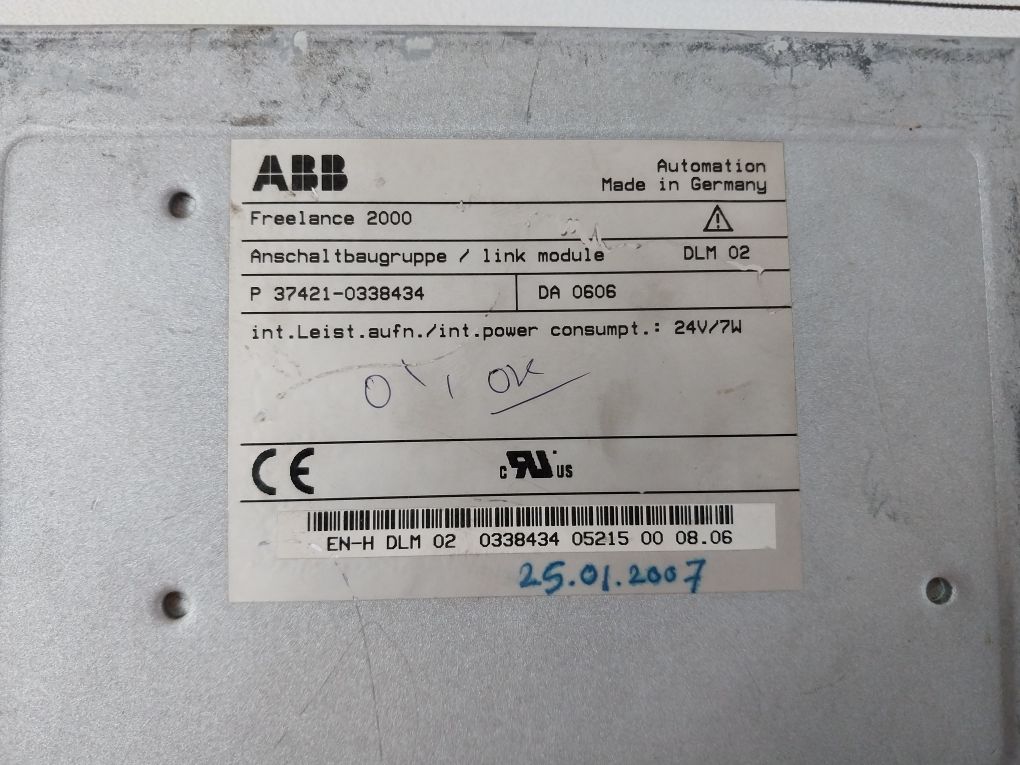 ABB
Automation
Made in Germany
Freelance 2000
Anschaltbaugruppe / link module DLM 02
P 37421-0338434 DA 0606
int.Leist.aufn./int.power consumpt.: 24V/7W
OK
CE
c RU us
EN-H DLM 02 0338434 05215 00 08.06
25.01.2007